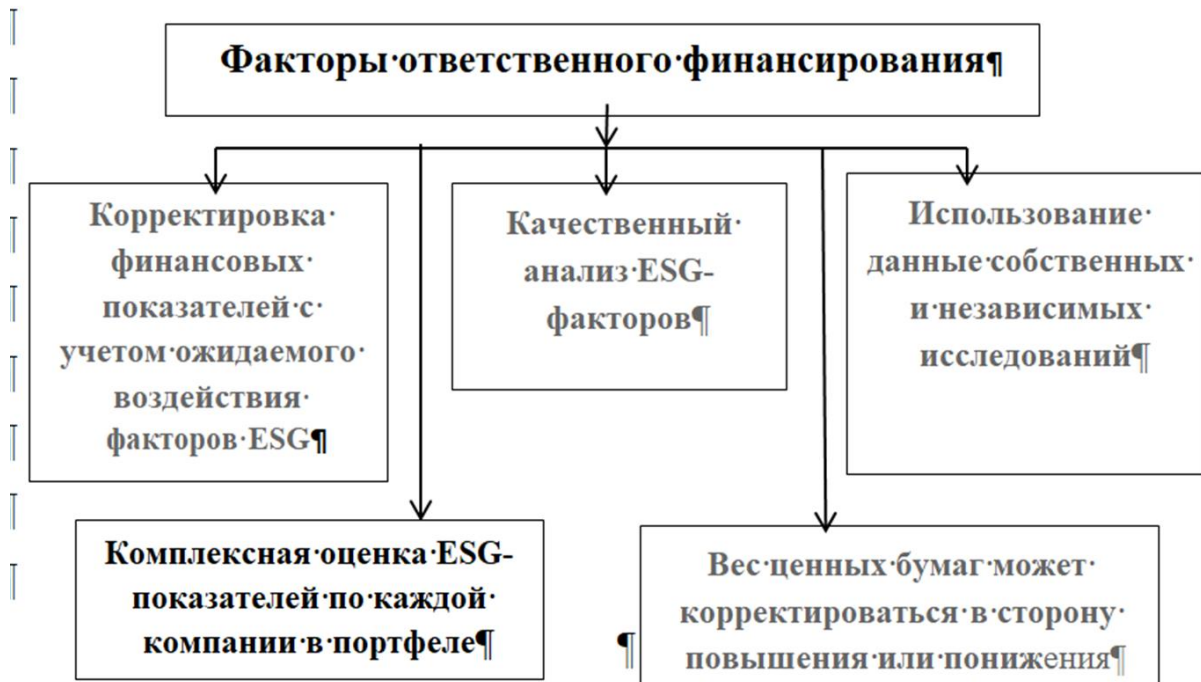 Факторы ответственного финансирования¶
Корректировка
финансовых
показателей с
учетом ожидаемого
воздействия
факторов ESG¶
Качественный
анализ ESG-
факторов¶
Использование
данные собственных
и независимых
исследований¶
Комплексная оценка ESG-
показателей по каждой
компании в портфеле¶
¶
Вес ценных бумаг может
корректироваться в сторону
повышения или понижения¶